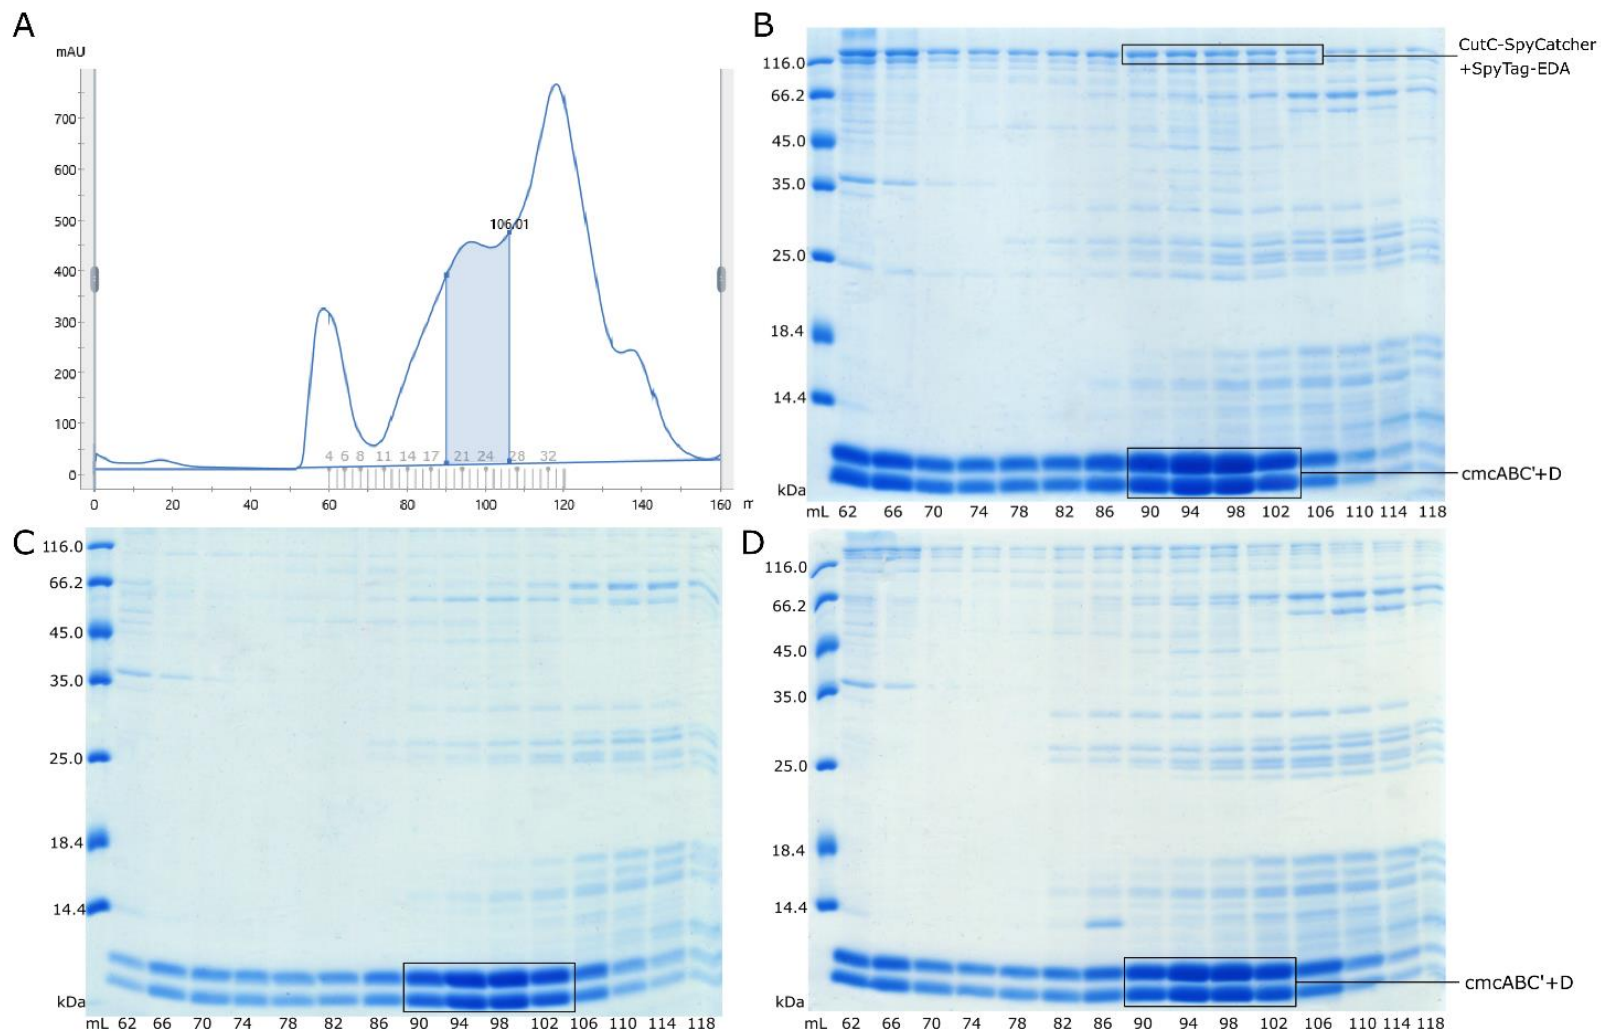 A
mAU
700
600
500
400
300
200
100
0
106.01
4 6 8 11 14 17 21 24 28 32
0 20 40 60 80 100 120 140 160 m
B
116.0
66.2
45.0
35.0
25.0
18.4
14.4
kDa
mL 62 66 70 74 78 82 86 90 94 98 102 106 110 114 118
CutC-SpyCatcher
+SpyTag-EDA
cmcABC'+D
C
116.0
66.2
45.0
35.0
25.0
18.4
14.4
kDa
mL 62 66 70 74 78 82 86 90 94 98 102 106 110 114 118
D
116.0
66.2
45.0
35.0
25.0
18.4
14.4
kDa
mL 62 66 70 74 78 82 86 90 94 98 102 106 110 114 118
cmcABC'+D